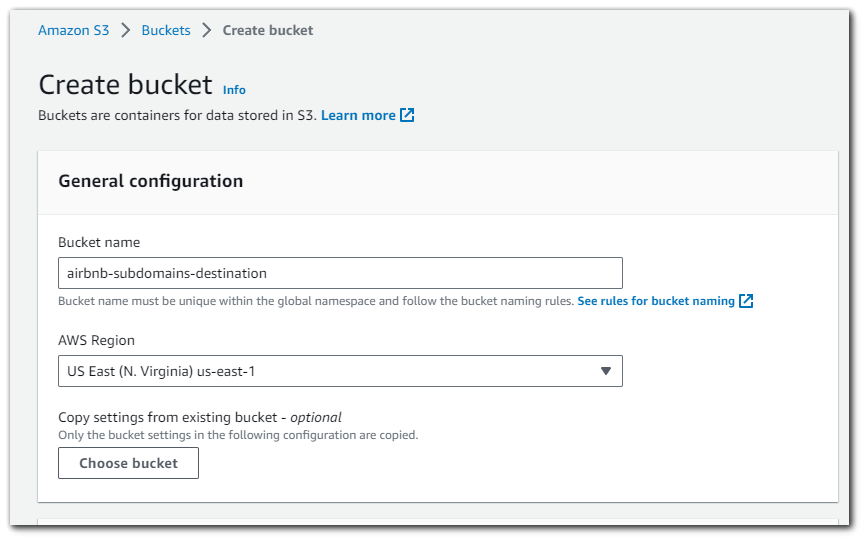 Amazon S3 > Buckets > Create bucket
Create bucket Info
Buckets are containers for data stored in S3. Learn more
General configuration
Bucket name
airbnb-subdomains-destination
Bucket name must be unique within the global namespace and follow the bucket naming rules. See rules for bucket naming
AWS Region
US East (N. Virginia) us-east-1
Copy settings from existing bucket - optional
Only the bucket settings in the following configuration are copied.
Choose bucket